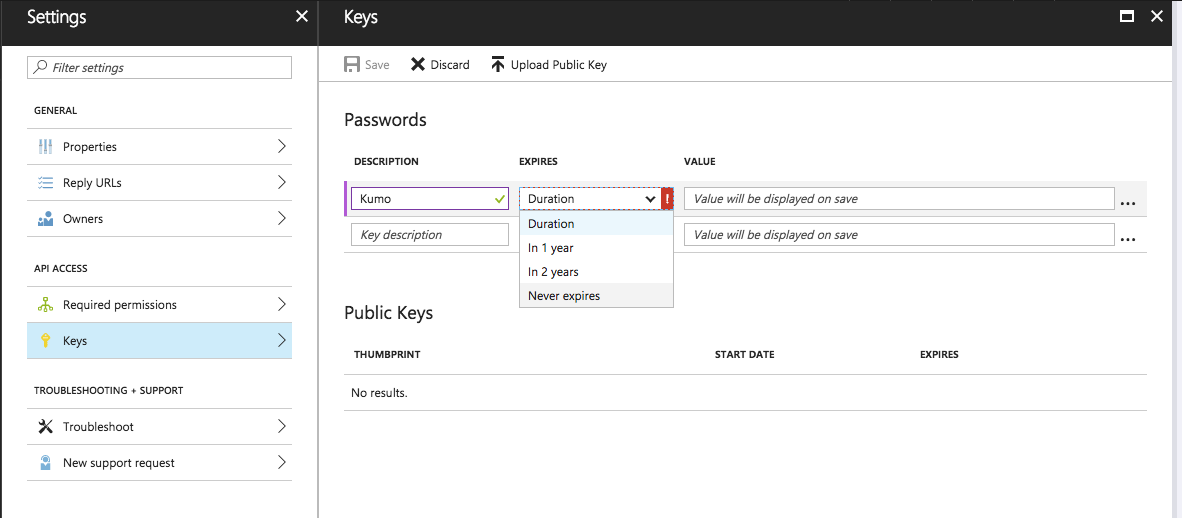 Settings
Filter settings
GENERAL
Properties
Reply URLs
Owners
API ACCESS
Required permissions
Keys
TROUBLESHOOTING + SUPPORT
Troubleshoot
New support request
Keys
Save Discard Upload Public Key
Passwords
DESCRIPTION EXPIRES VALUE
Kumo Duration ! Value will be displayed on save ...
Key description Value will be displayed on save ...
Duration
In 1 year
In 2 years
Never expires
Public Keys
THUMBPRINT START DATE EXPIRES
No results.